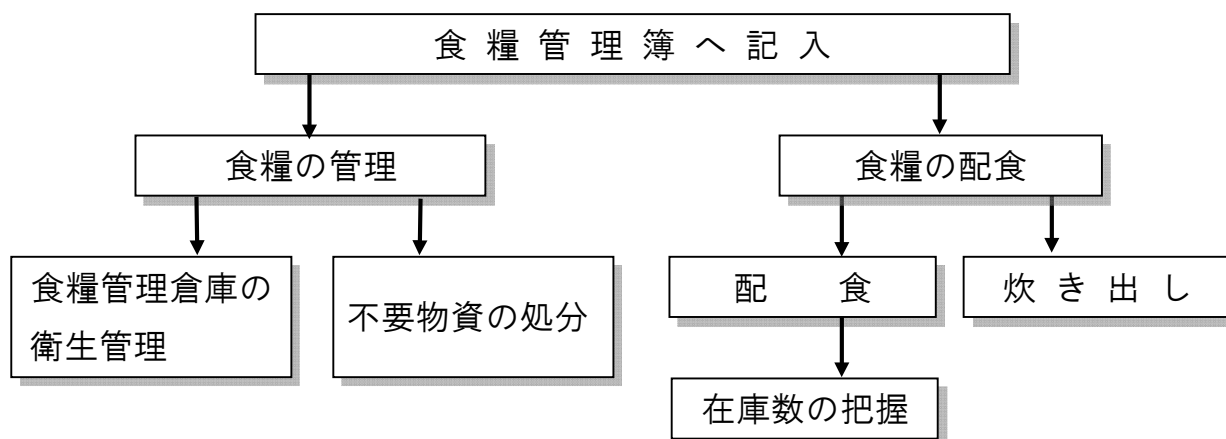 食糧管理簿へ記入
食糧の管理
食糧の配食
食糧管理倉庫の
衛生管理
不要物資の処分
配食
炊き出し
在庫数の把握